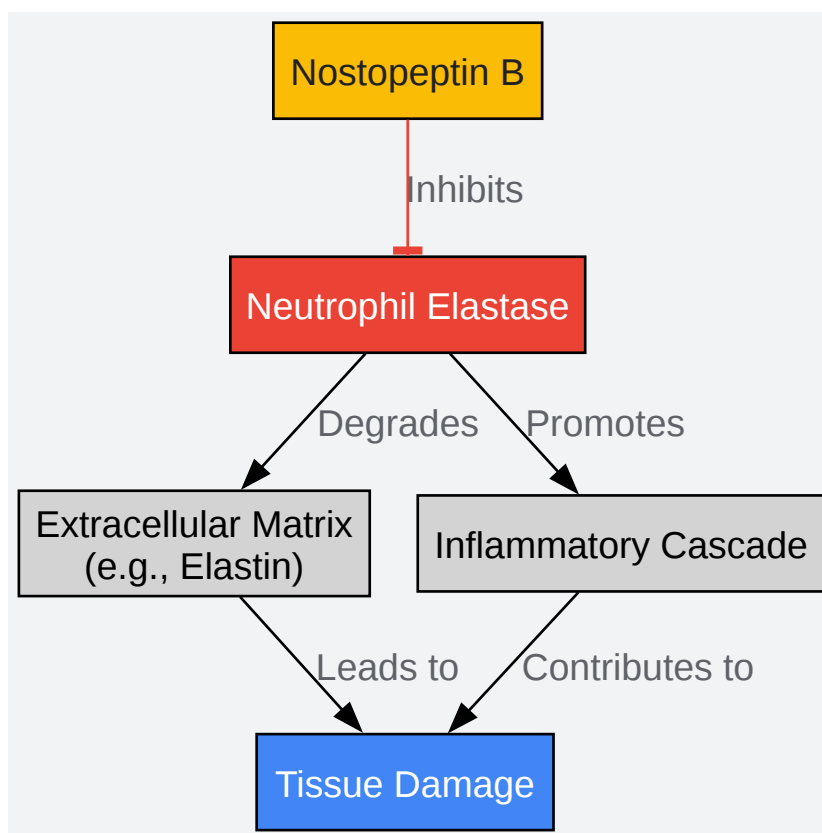 Nostopeptin B
Inhibits
Neutrophil Elastase
Degrades
Promotes
Extracellular Matrix
(e.g., Elastin)
Inflammatory Cascade
Leads to
Contributes to
Tissue Damage